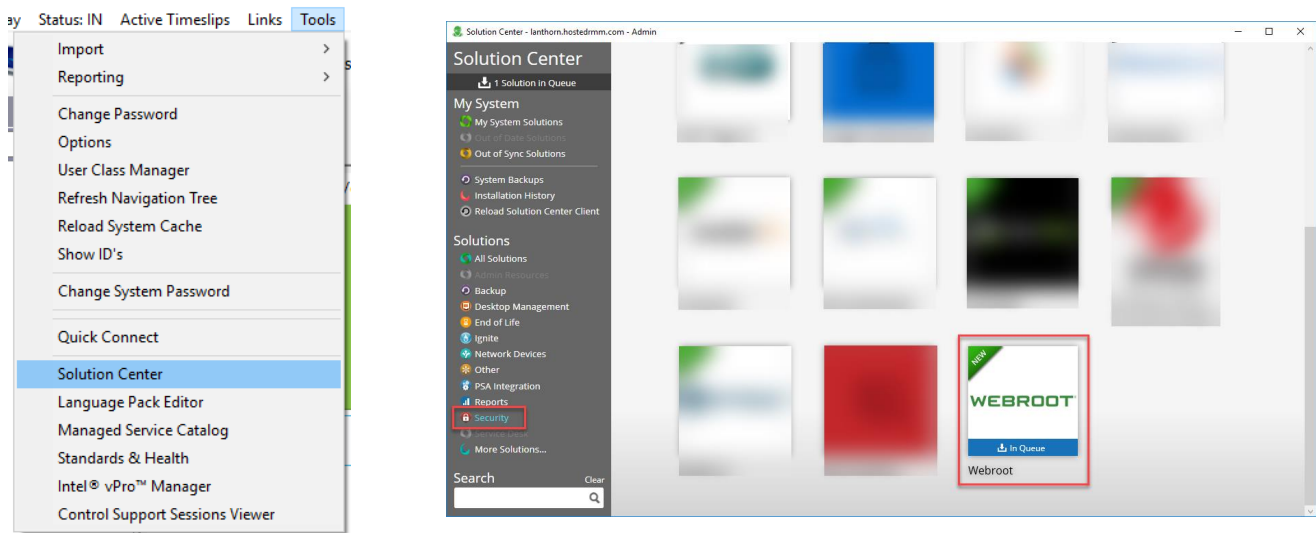 ay Status: IN Active Timeslips Links Tools
Import
Reporting
Change Password
Options
User Class Manager
Refresh Navigation Tree
Reload System Cache
Show ID's
Change System Password
Quick Connect
Solution Center
Language Pack Editor
Managed Service Catalog
Standards & Health
Intel® vPro™ Manager
Control Support Sessions Viewer
Solution Center - lanthorn.hostedrmm.com - Admin
Solution Center
1 Solution in Queue
My System
My System Solutions
Out of Date Solutions
Out of Sync Solutions
System Backups
Installation History
Reload Solution Center Client
Solutions
All Solutions
Admin Resources
Backup
Desktop Management
End of Life
Ignite
Network Devices
Other
PSA Integration
Reports
Security
Service Desk
More Solutions...
Search Clear
NEW
WEBROOT
In Queue
Webroot